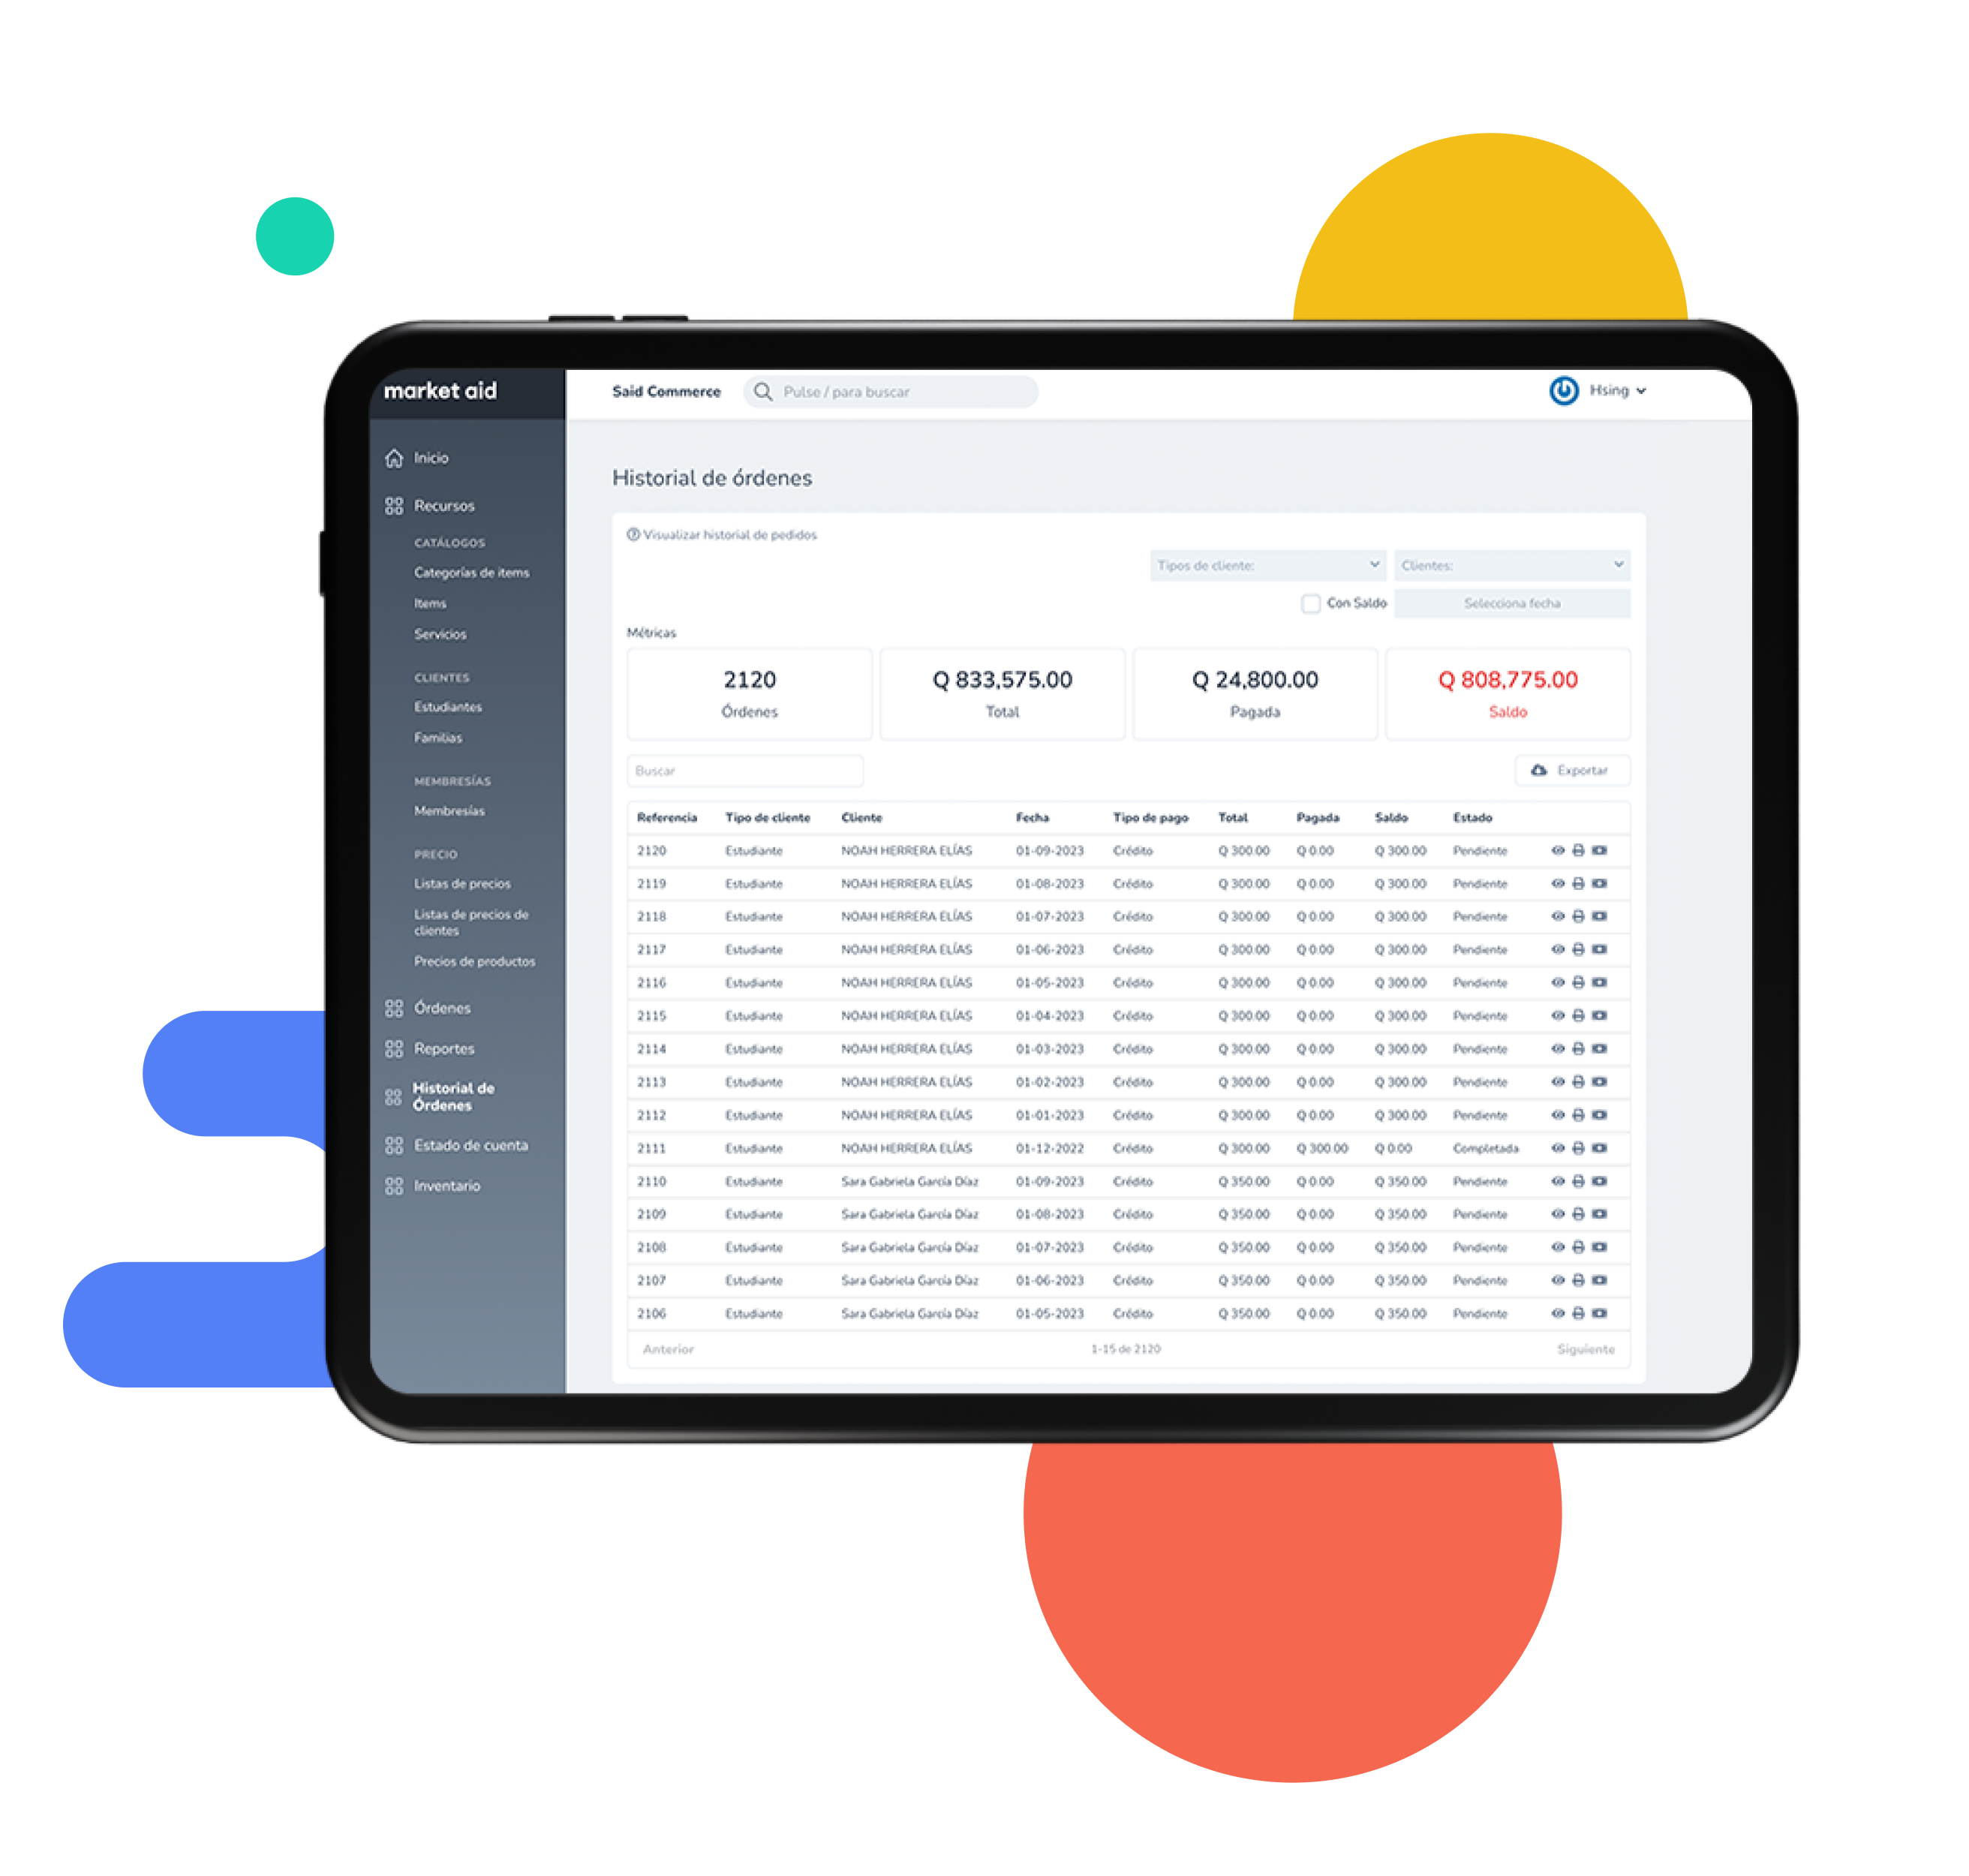 market aid
Said Commerce
Pulse / para buscar
Hsing
Inicio
Recursos
CATÁLOGOS
Categorías de items
Items
Servicios
CLIENTES
Estudiantes
Familias
MEMBRESÍAS
Membresías
PRECIO
Listas de precios
Listas de precios de
clientes
Precios de productos
Órdenes
Reportes
Historial de
Órdenes
Estado de cuenta
Inventario
Historial de órdenes
Visualizar historial de pedidos
Tipos de cliente: Clientes:
Con Saldo Selecciona fecha
Métricas
2120 Q 833,575.00 Q 24,800.00 Q 808,775.00
Órdenes Total Pagada Saldo
Buscar Exportar
Referencia Tipo de cliente Cliente Fecha Tipo de pago Total Pagada Saldo Estado
2120 Estudiante NOAH HERRERA ELÍAS 01-09-2023 Crédito Q 300.00 Q 0.00 Q 300.00 Pendiente
2119 Estudiante NOAH HERRERA ELÍAS 01-08-2023 Crédito Q 300.00 Q 0.00 Q 300.00 Pendiente
2118 Estudiante NOAH HERRERA ELÍAS 01-07-2023 Crédito Q 300.00 Q 0.00 Q 300.00 Pendiente
2117 Estudiante NOAH HERRERA ELÍAS 01-06-2023 Crédito Q 300.00 Q 0.00 Q 300.00 Pendiente
2116 Estudiante NOAH HERRERA ELÍAS 01-05-2023 Crédito Q 300.00 Q 0.00 Q 300.00 Pendiente
2115 Estudiante NOAH HERRERA ELÍAS 01-04-2023 Crédito Q 300.00 Q 0.00 Q 300.00 Pendiente
2114 Estudiante NOAH HERRERA ELÍAS 01-03-2023 Crédito Q 300.00 Q 0.00 Q 300.00 Pendiente
2113 Estudiante NOAH HERRERA ELÍAS 01-02-2023 Crédito Q 300.00 Q 0.00 Q 300.00 Pendiente
2112 Estudiante NOAH HERRERA ELÍAS 01-01-2023 Crédito Q 300.00 Q 0.00 Q 300.00 Pendiente
2111 Estudiante NOAH HERRERA ELÍAS 01-12-2022 Crédito Q 300.00 Q 300.00 Q 0.00 Completada
2110 Estudiante Sara Gabriela García Díaz 01-09-2023 Crédito Q 350.00 Q 0.00 Q 350.00 Pendiente
2109 Estudiante Sara Gabriela García Díaz 01-08-2023 Crédito Q 350.00 Q 0.00 Q 350.00 Pendiente
2108 Estudiante Sara Gabriela García Díaz 01-07-2023 Crédito Q 350.00 Q 0.00 Q 350.00 Pendiente
2107 Estudiante Sara Gabriela García Díaz 01-06-2023 Crédito Q 350.00 Q 0.00 Q 350.00 Pendiente
2106 Estudiante Sara Gabriela García Díaz 01-05-2023 Crédito Q 350.00 Q 0.00 Q 350.00 Pendiente
Anterior 1-15 de 2120 Siguiente